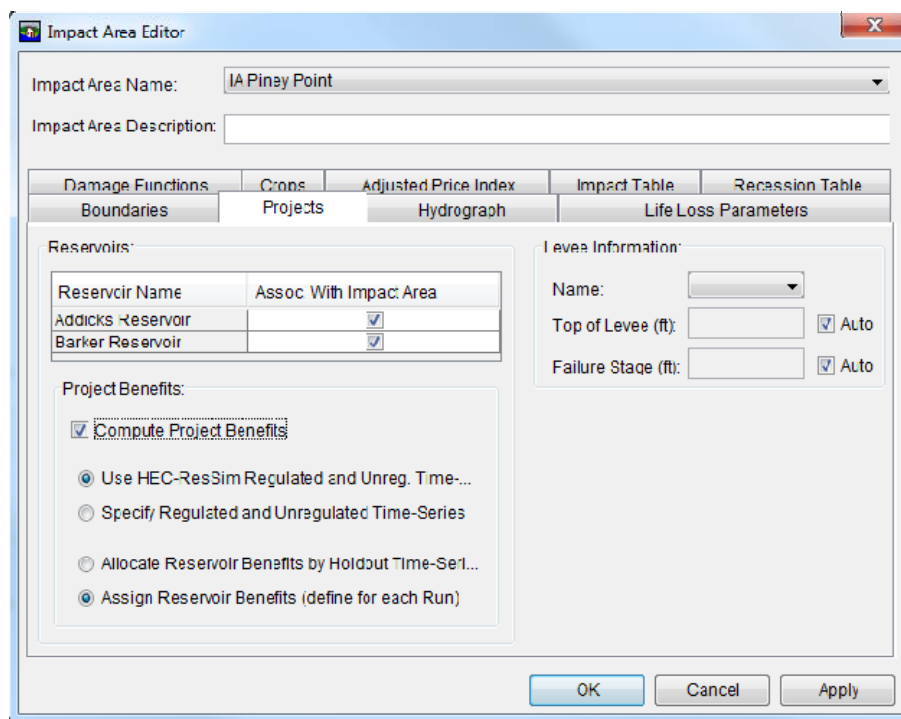 Impact Area Editor
Impact Area Name: IA Piney Point
Impact Area Description:
Damage Functions Crops Adjusted Price Index Impact Table Recession Table
Boundaries Projects Hydrograph Life Loss Parameters
Reservoirs:
Reservoir Name Assoc. With Impact Area
Addicks Reservoir
Barker Reservoir
Project Benefits:
Compute Project Benefits
Use HEC-ResSim Regulated and Unreg. Time-...
Specify Regulated and Unregulated Time-Series
Allocate Reservoir Benefits by Holdout Time-Seri...
Assign Reservoir Benefits (define for each Run)
Levee Information:
Name:
Top of Levee (ft): Auto
Failure Stage (ft): Auto
OK Cancel Apply